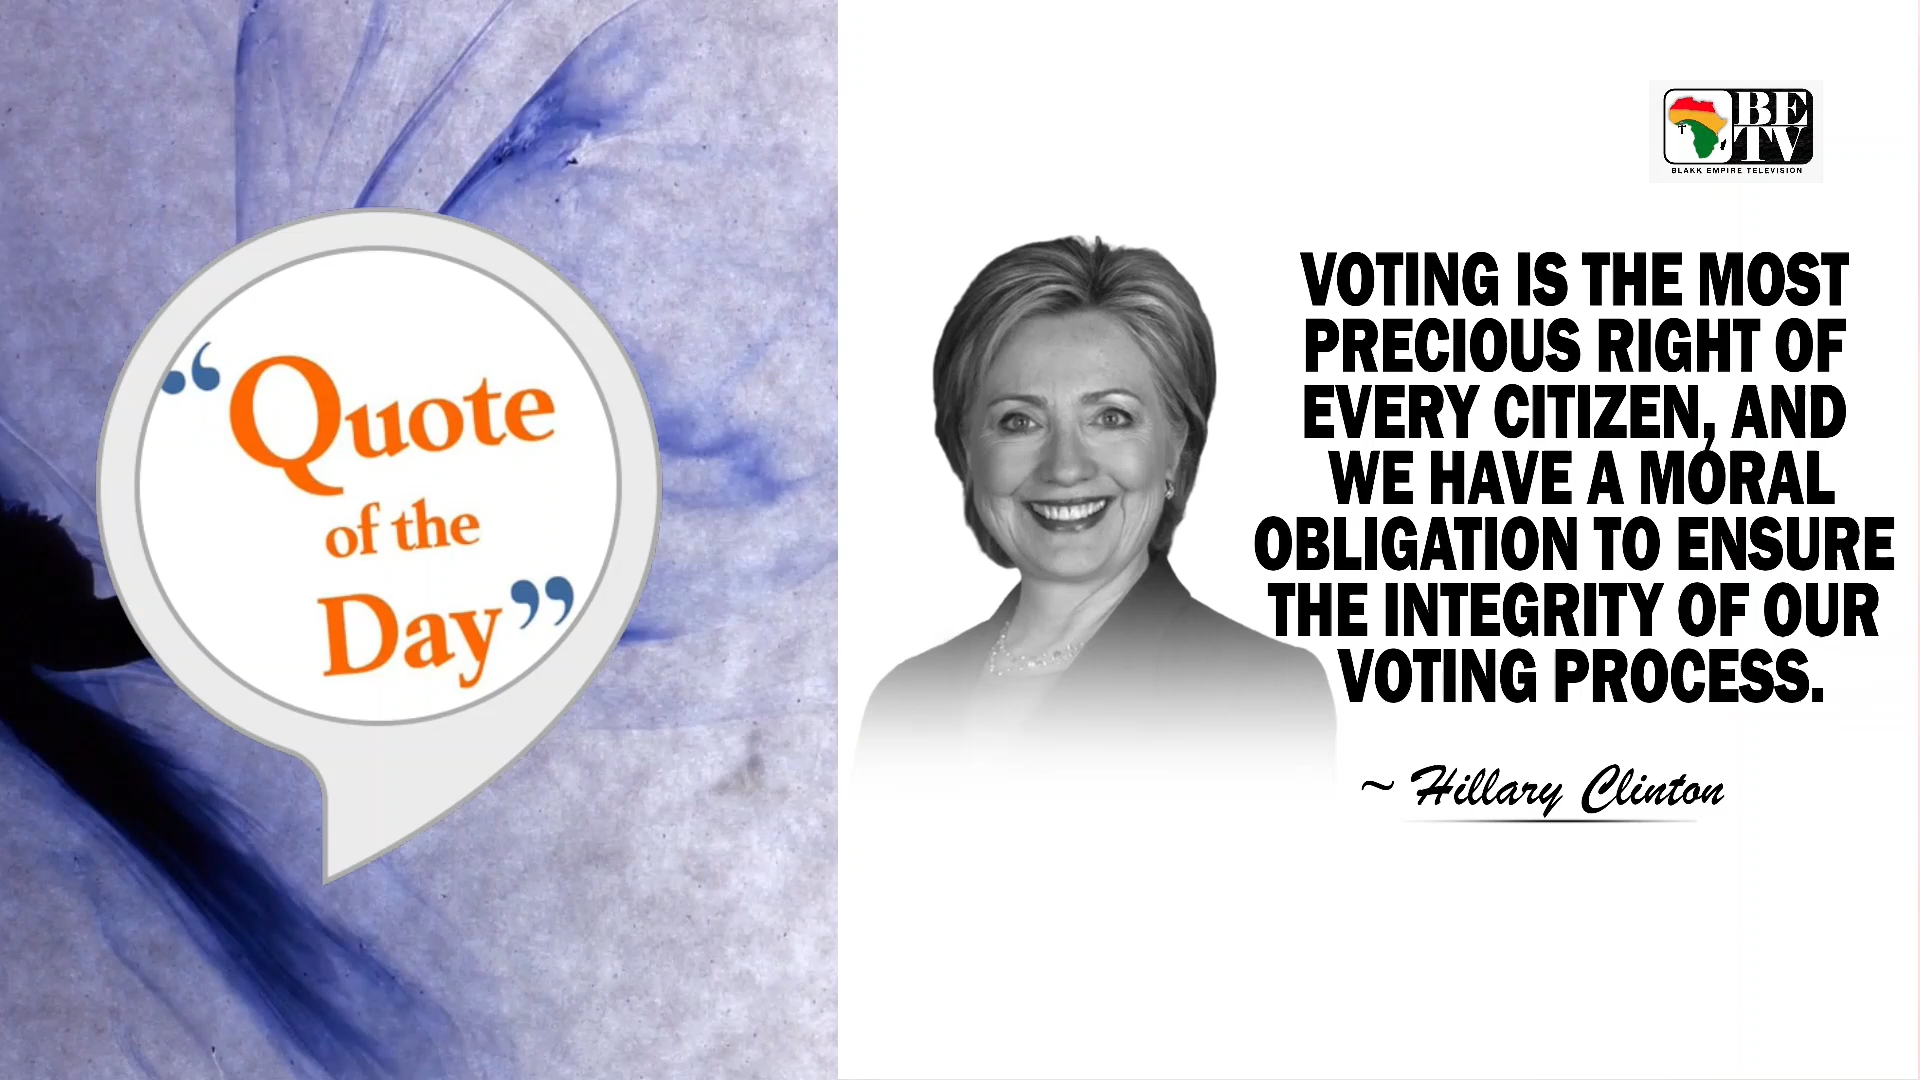 “Quote
of the
Day”
BE
TV
BLAKK EMPIRE TELEVISION
VOTING IS THE MOST
PRECIOUS RIGHT OF
EVERY CITIZEN, AND
WE HAVE A MORAL
OBLIGATION TO ENSURE
THE INTEGRITY OF OUR
VOTING PROCESS.
~ Hillary Clinton